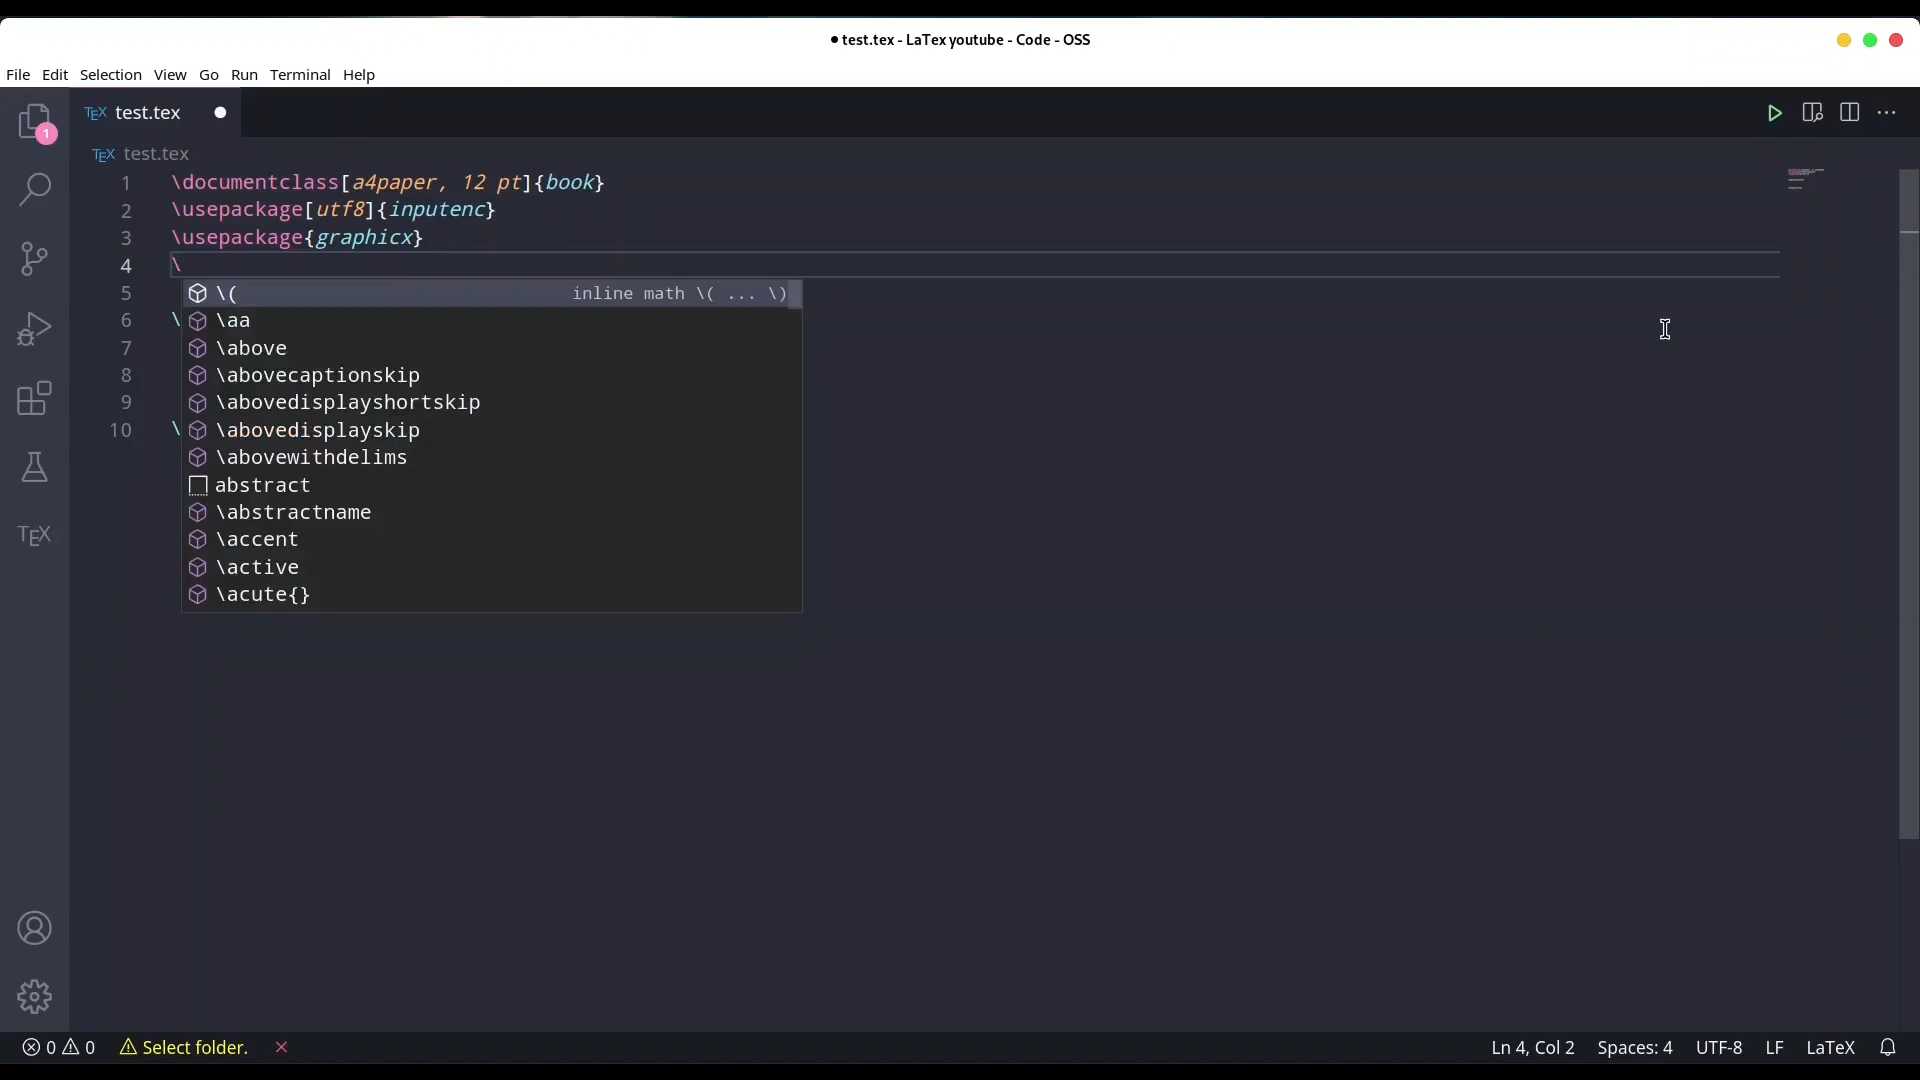 ● test.tex - LaTex youtube - Code - OSS
File Edit Selection View Go Run Terminal Help
1
TEX test.tex
TEX test.tex
1 \documentclass[a4paper, 12 pt]{book}
2 \usepackage[utf8]{inputenc}
3 \usepackage{graphicx}
4 \
5 \( inline math \( ... \)
6 \ \aa
7 \above
8 \abovecaptionskip
9 \abovedisplayshortskip
10 \ \abovedisplayskip
\abovewithdelims
abstract
\abstractname
\accent
TEX
\active
\acute{}
0 0 Select folder. Ln 4, Col 2 Spaces: 4 UTF-8 LF LaTeX